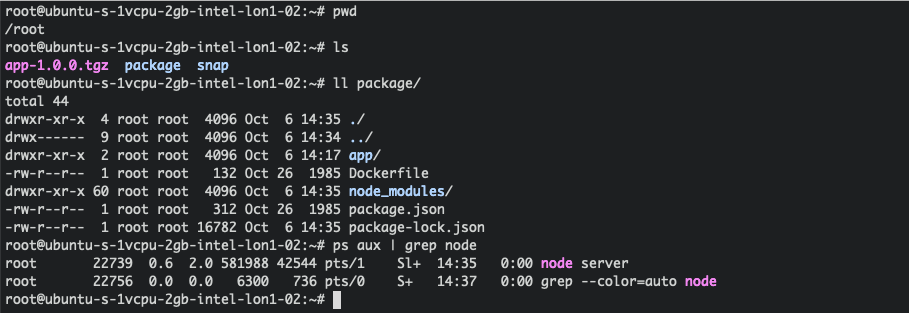 root@ubuntu-s-1vcpu-2gb-intel-lon1-02:~# pwd
/root
root@ubuntu-s-1vcpu-2gb-intel-lon1-02:~# ls
app-1.0.0.tgz  package  snap
root@ubuntu-s-1vcpu-2gb-intel-lon1-02:~# ll package/
total 44
drwxr-xr-x  4 root root  4096 Oct  6 14:35 ./
drwx------  9 root root  4096 Oct  6 14:34 ../
drwxr-xr-x  2 root root  4096 Oct  6 14:17 app/
-rw-r--r--  1 root root   132 Oct 26  1985 Dockerfile
drwxr-xr-x 60 root root  4096 Oct  6 14:35 node_modules/
-rw-r--r--  1 root root   312 Oct 26  1985 package.json
-rw-r--r--  1 root root 16782 Oct  6 14:35 package-lock.json
root@ubuntu-s-1vcpu-2gb-intel-lon1-02:~# ps aux | grep node
root       22739  0.6  2.0 581988 42544 pts/1    Sl+  14:35   0:00 node server
root       22756  0.0  0.0   6300   736 pts/0    S+   14:37   0:00 grep --color=auto node
root@ubuntu-s-1vcpu-2gb-intel-lon1-02:~#